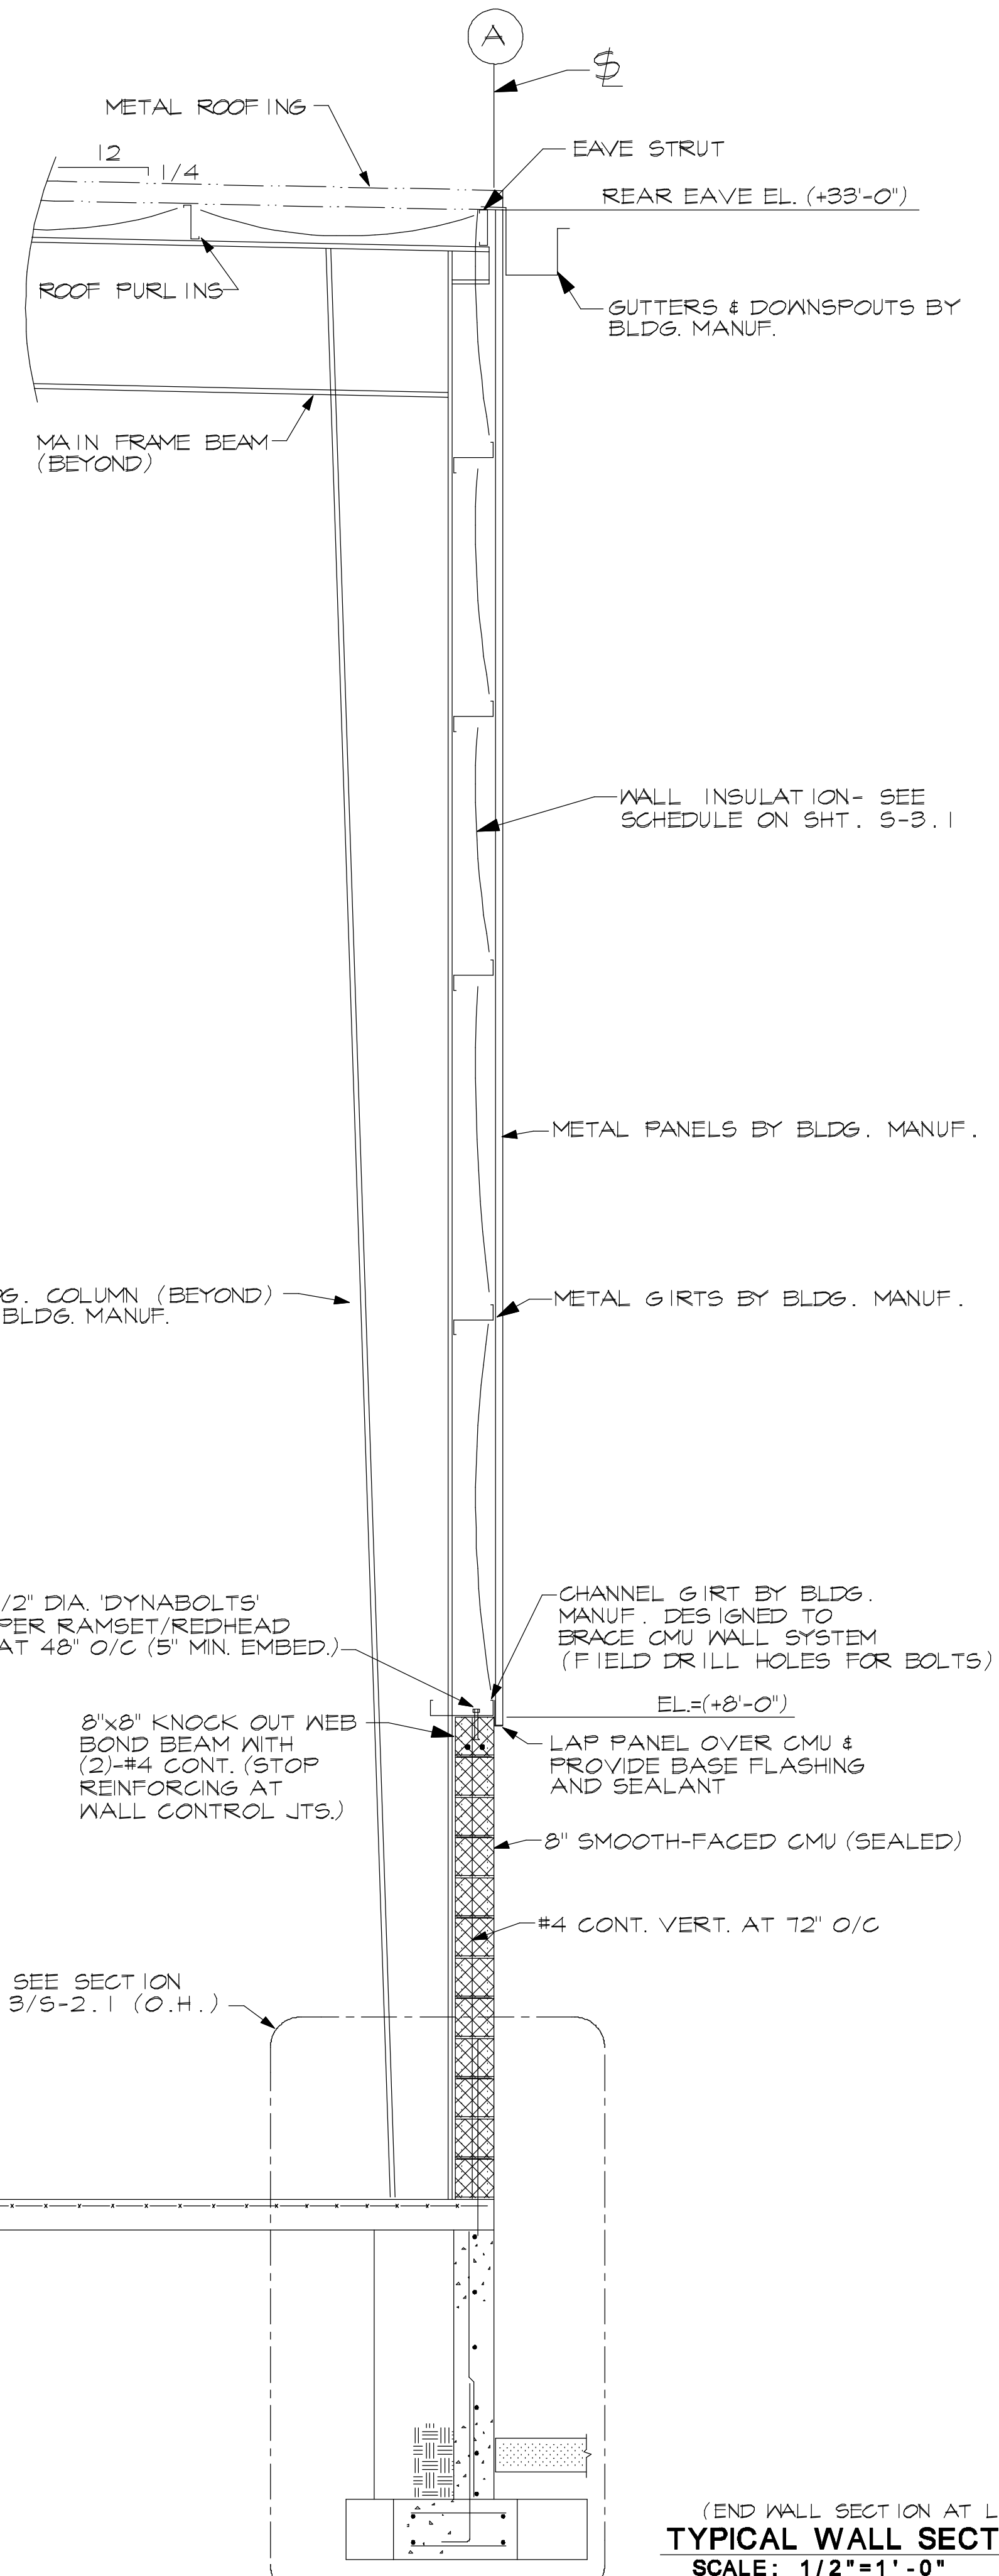 A
METAL ROOFING
12
1/4
EAVE STRUT
REAR EAVE EL. (+33'-0")
ROOF PURLINS
GUTTERS & DOWNSPOUTS BY
BLDG. MANUF.
MAIN FRAME BEAM
(BEYOND)
WALL INSULATION- SEE
SCHEDULE ON SHT. S-3.1
METAL PANELS BY BLDG. MANUF.
G. COLUMN (BEYOND)
BLDG. MANUF.
METAL GIRTS BY BLDG. MANUF.
/2" DIA. 'DYNABOLTS'
PER RAMSET/REDHEAD
AT 48" O/C (5" MIN. EMBED.)
CHANNEL GIRT BY BLDG.
MANUF. DESIGNED TO
BRACE CMU WALL SYSTEM
(FIELD DRILL HOLES FOR BOLTS)
EL.=(+8'-0")
8"x8" KNOCK OUT WEB
BOND BEAM WITH
(2)-#4 CONT. (STOP
REINFORCING AT
WALL CONTROL JTS.)
LAP PANEL OVER CMU &
PROVIDE BASE FLASHING
AND SEALANT
8" SMOOTH-FACED CMU (SEALED)
#4 CONT. VERT. AT 72" O/C
SEE SECTION
3/S-2.1 (O.H.)
(END WALL SECTION AT L
TYPICAL WALL SECT
SCALE: 1/2"=1'-0"